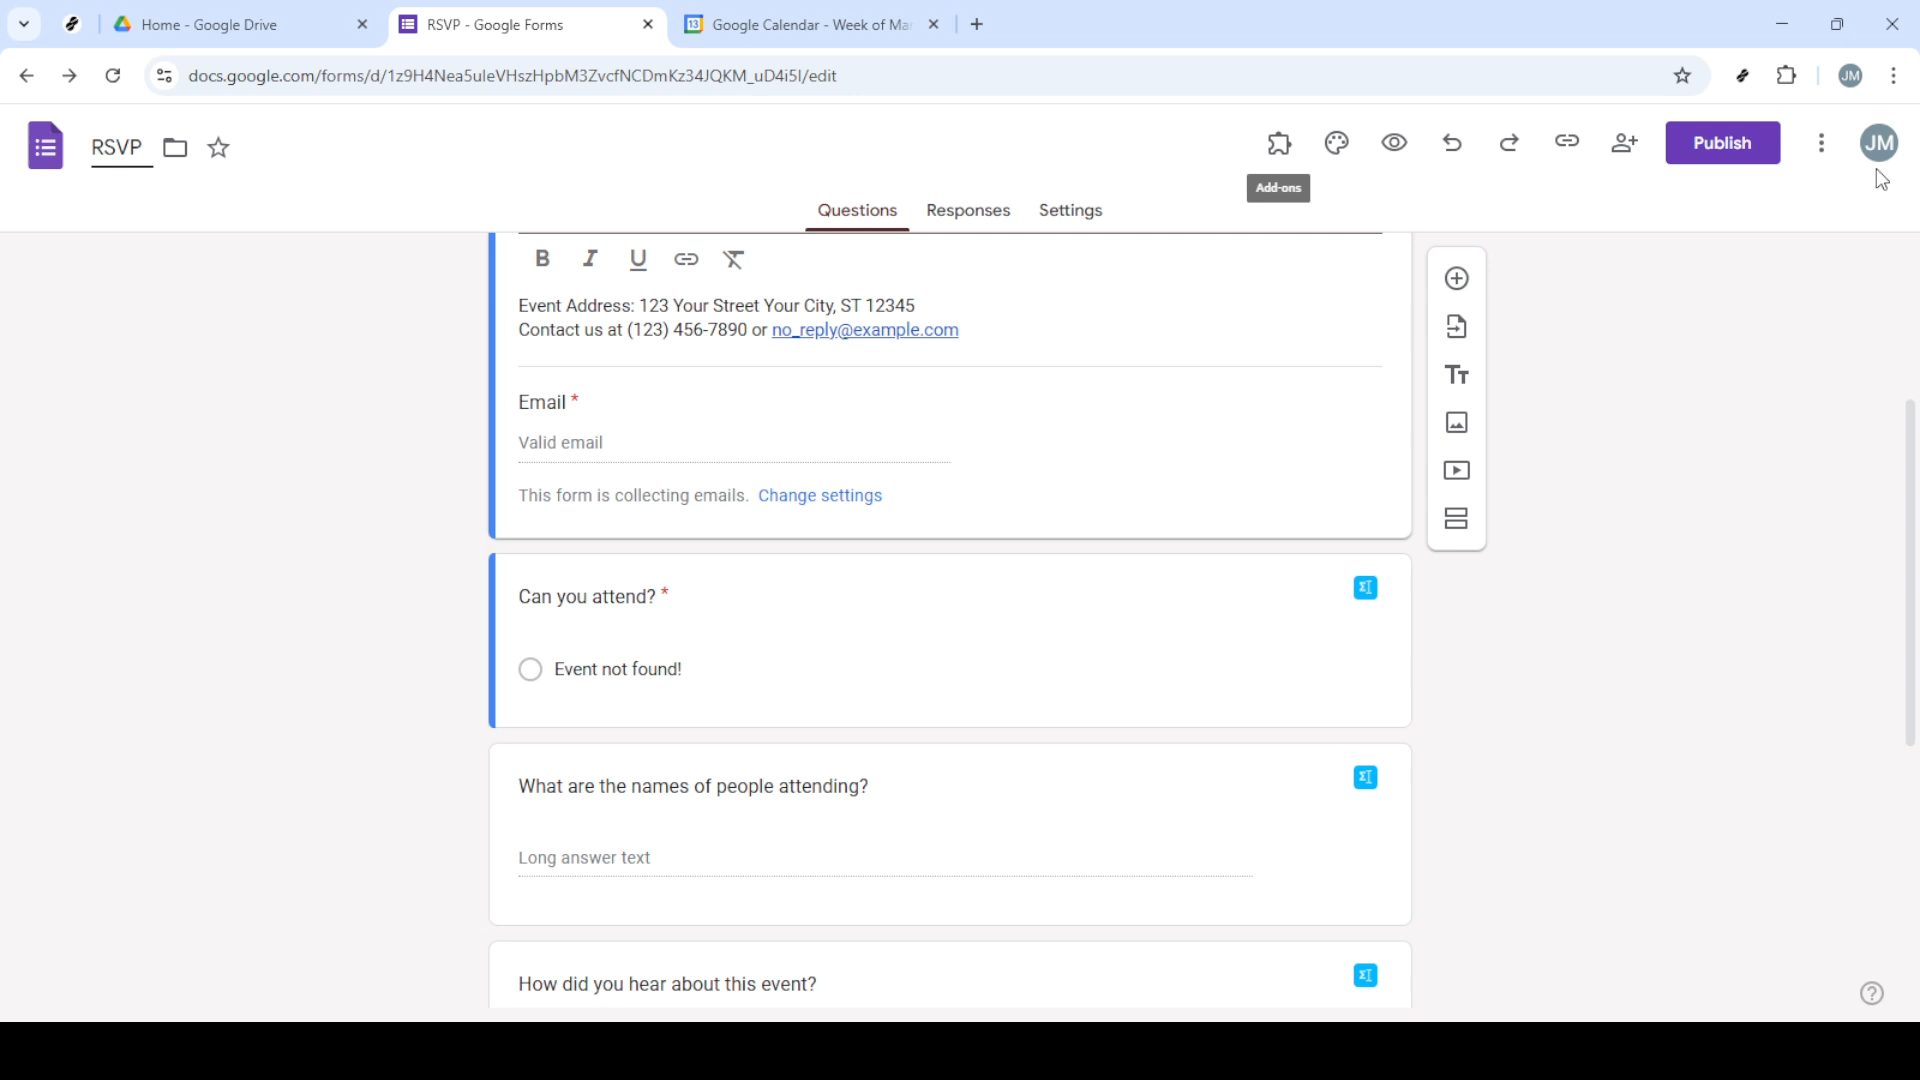 Home - Google Drive
RSVP - Google Forms
13 Google Calendar - Week of Mar
docs.google.com/forms/d/1z9H4Nea5uleVHszHpbM3ZvcfNCDmKz34JQKM_uD4i5I/edit
JM
RSVP
Publish
JM
Add-ons
Questions Responses Settings
B I U
Event Address: 123 Your Street Your City, ST 12345
Contact us at (123) 456-7890 or no_reply@example.com
Email *
Valid email
This form is collecting emails. Change settings
Tт
Can you attend? *
Event not found!
What are the names of people attending?
Long answer text
How did you hear about this event?